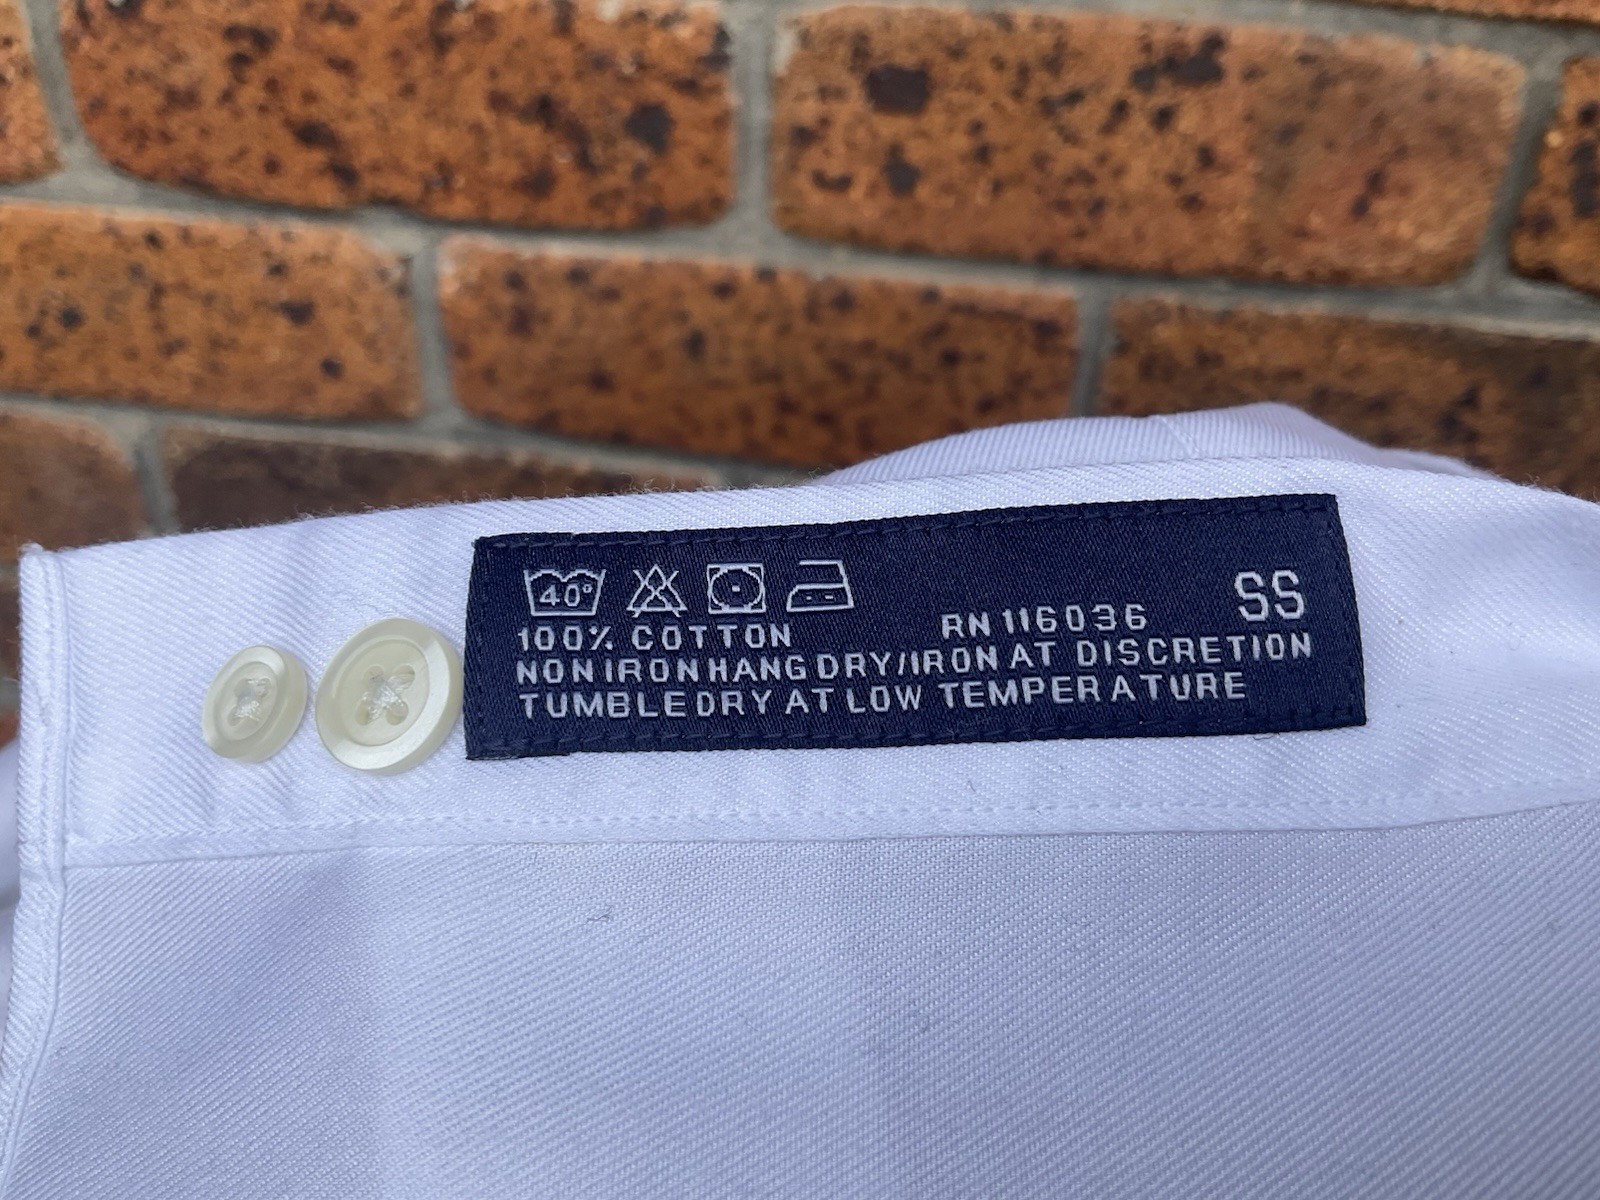 40°
SS
100% COTTON RN 116036
NON IRON HANG DRY/IRON AT DISCRETION
TUMBLE DRY AT LOW TEMPERATURE